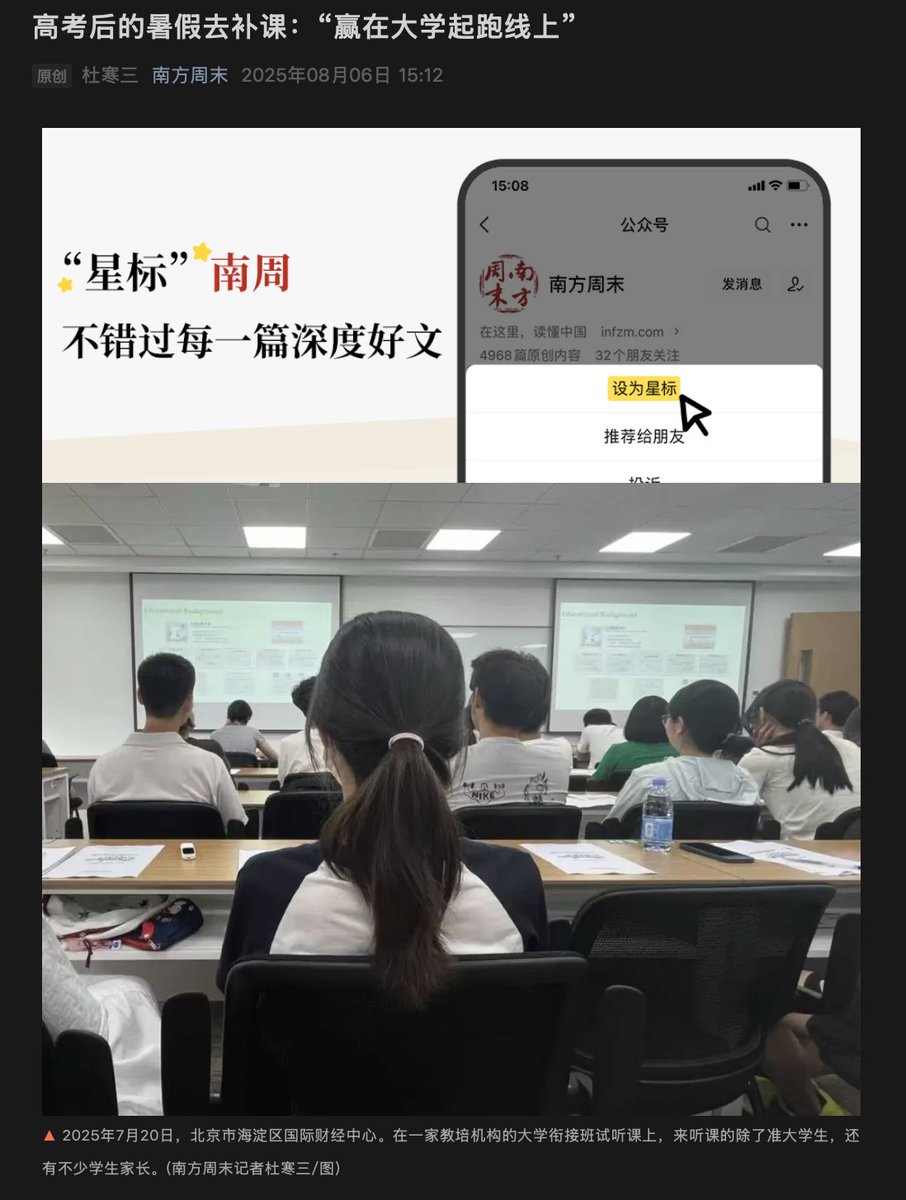 高考后的暑假去补课：“赢在大学起跑线上”
原创 杜寒三 南方周末 2025年08月06日 15:12
“星标”南周
不错过每一篇深度好文
15:08
公众号
南方周末
南方周末 发消息
在这里，读懂中国 infzm.com >
4968篇原创内容 32个朋友关注
设为星标
推荐给朋友
投诉
Educational Background
Educational Background
NIKE
▲ 2025年7月20日，北京市海淀区国际财经中心。在一家教培机构的大学衔接班试听课上，来听课的除了准大学生，还
有不少学生家长。（南方周末记者杜寒三/图）